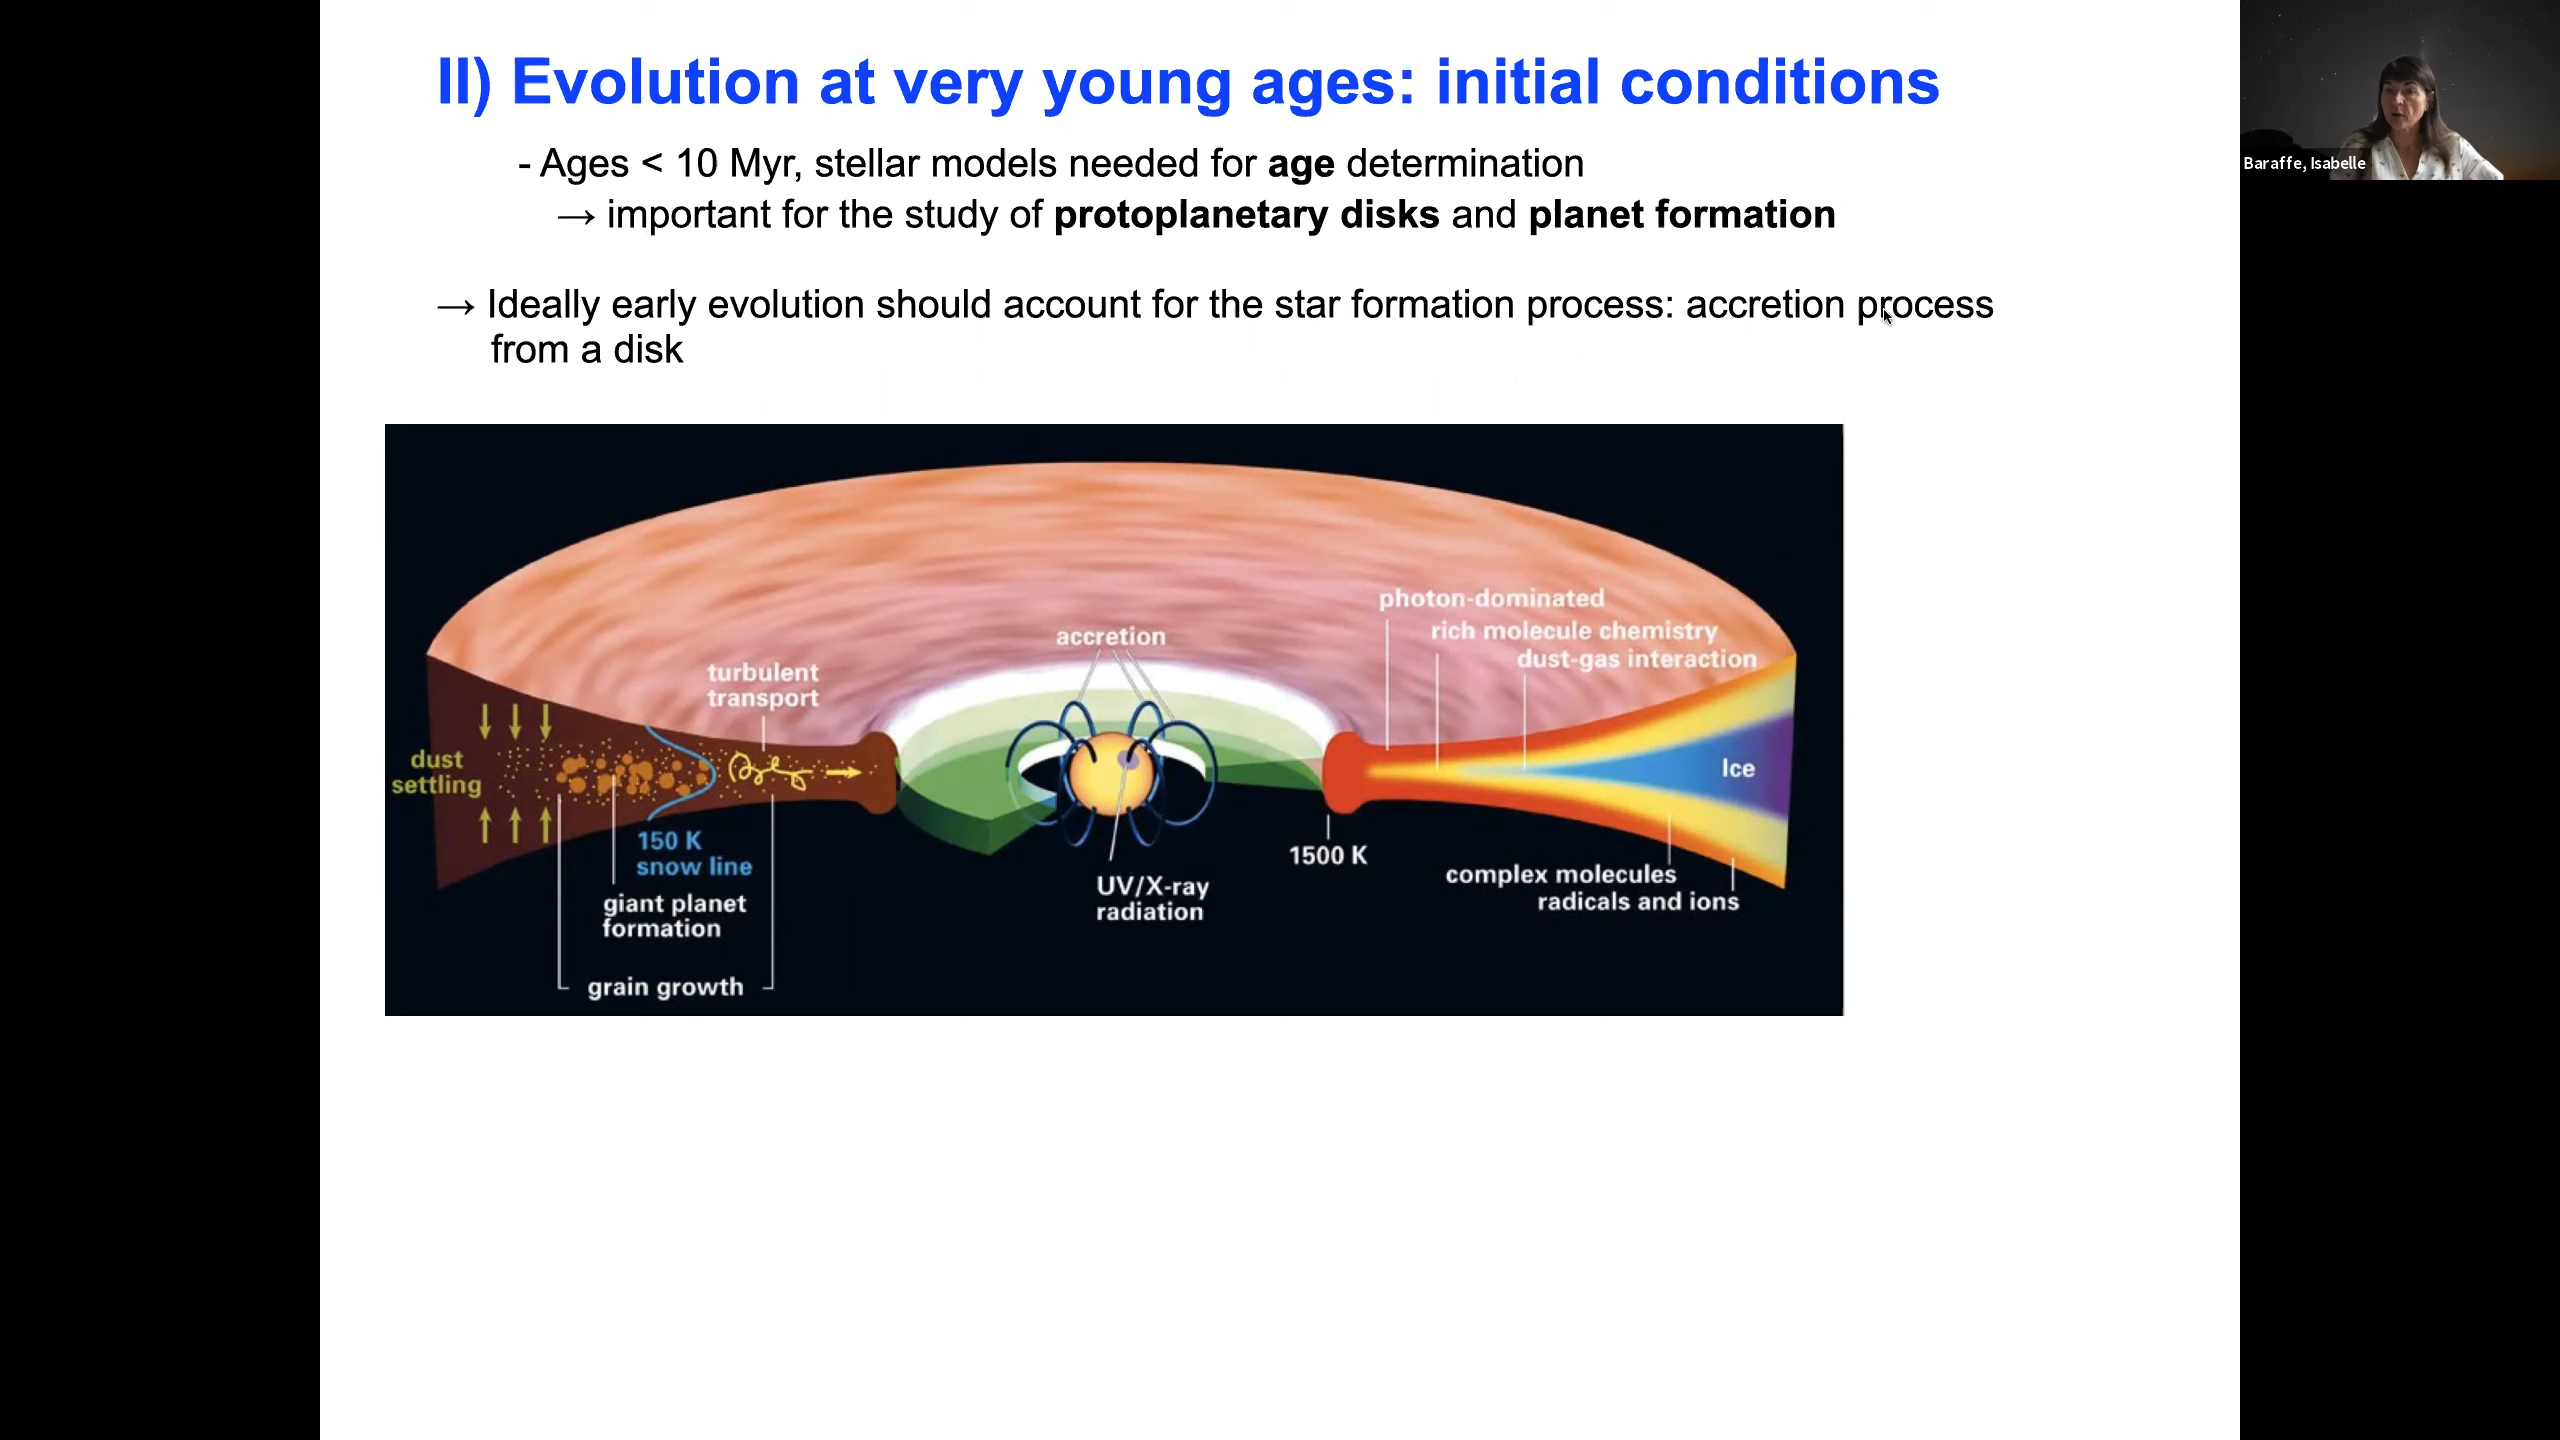 II) Evolution at very young ages: initial conditions
Baraffe, Isabelle
- Ages < 10 Myr, stellar models needed for age determination
→ important for the study of protoplanetary disks and planet formation
→ Ideally early evolution should account for the star formation process: accretion process
from a disk
photon-dominated
rich molecule chemistry
dust-gas interaction
accretion
turbulent
transport
dust
settling
Ice
150 K
snow line
1500 K
giant planet
formation
UV/X-ray
radiation
complex molecules
radicals and ions
grain growth